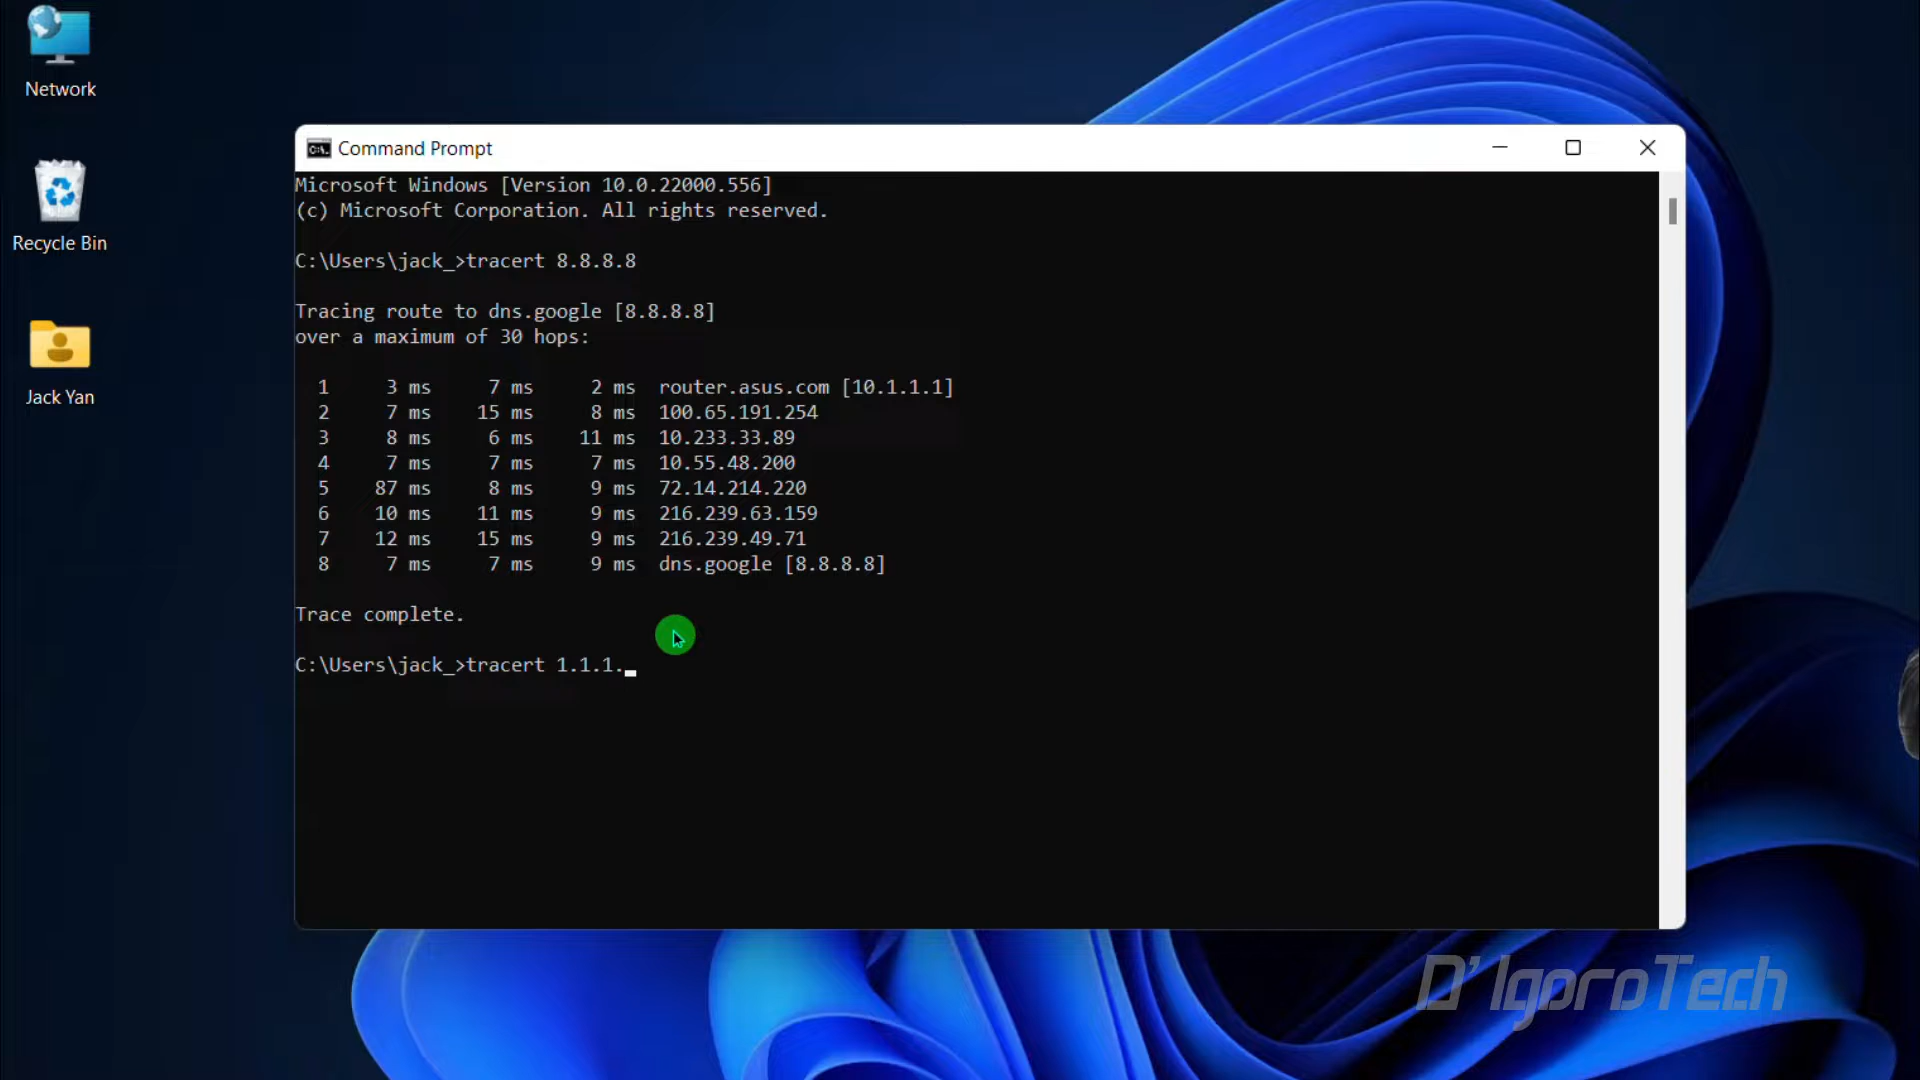 Network
Recycle Bin
Jack Yan
Command Prompt
Microsoft Windows [Version 10.0.22000.556]
(c) Microsoft Corporation. All rights reserved.
C:\Users\jack_>tracert 8.8.8.8
Tracing route to dns.google [8.8.8.8]
over a maximum of 30 hops:
1 3 ms 7 ms 2 ms router.asus.com [10.1.1.1]
2 7 ms 15 ms 8 ms 100.65.191.254
3 8 ms 6 ms 11 ms 10.233.33.89
4 7 ms 7 ms 7 ms 10.55.48.200
5 87 ms 8 ms 9 ms 72.14.214.220
6 10 ms 11 ms 9 ms 216.239.63.159
7 12 ms 15 ms 9 ms 216.239.49.71
8 7 ms 7 ms 9 ms dns.google [8.8.8.8]
Trace complete.
C:\Users\jack_>tracert 1.1.1.
D'IgoroTech